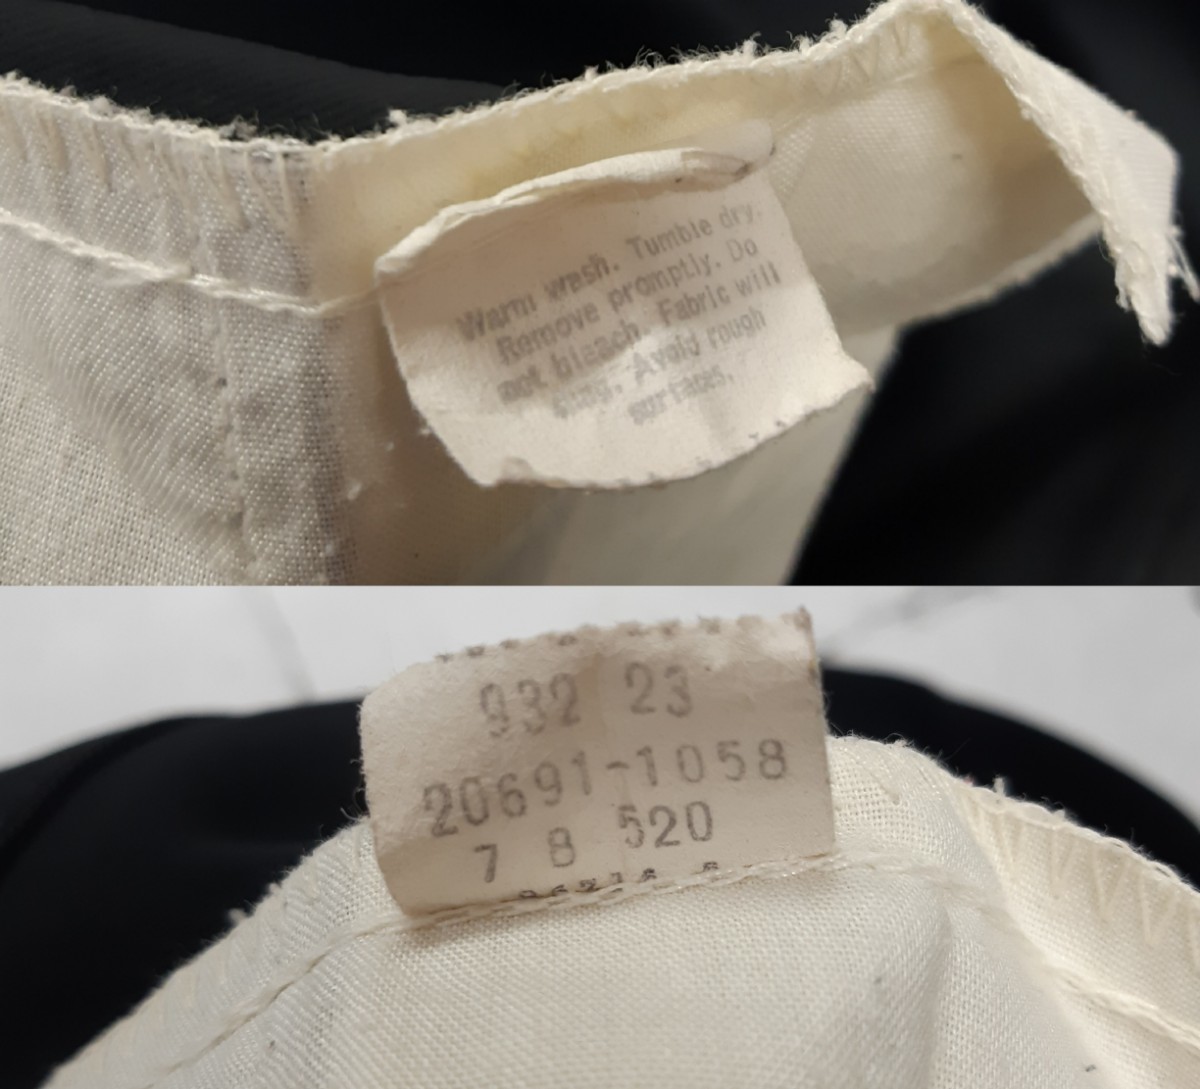 Warm wash. Tumble dry.
Remove promptly. Do
not bleach. Fabric will
snag. Avoid rough
surfaces.
932 23
20691-1058
7 8 520